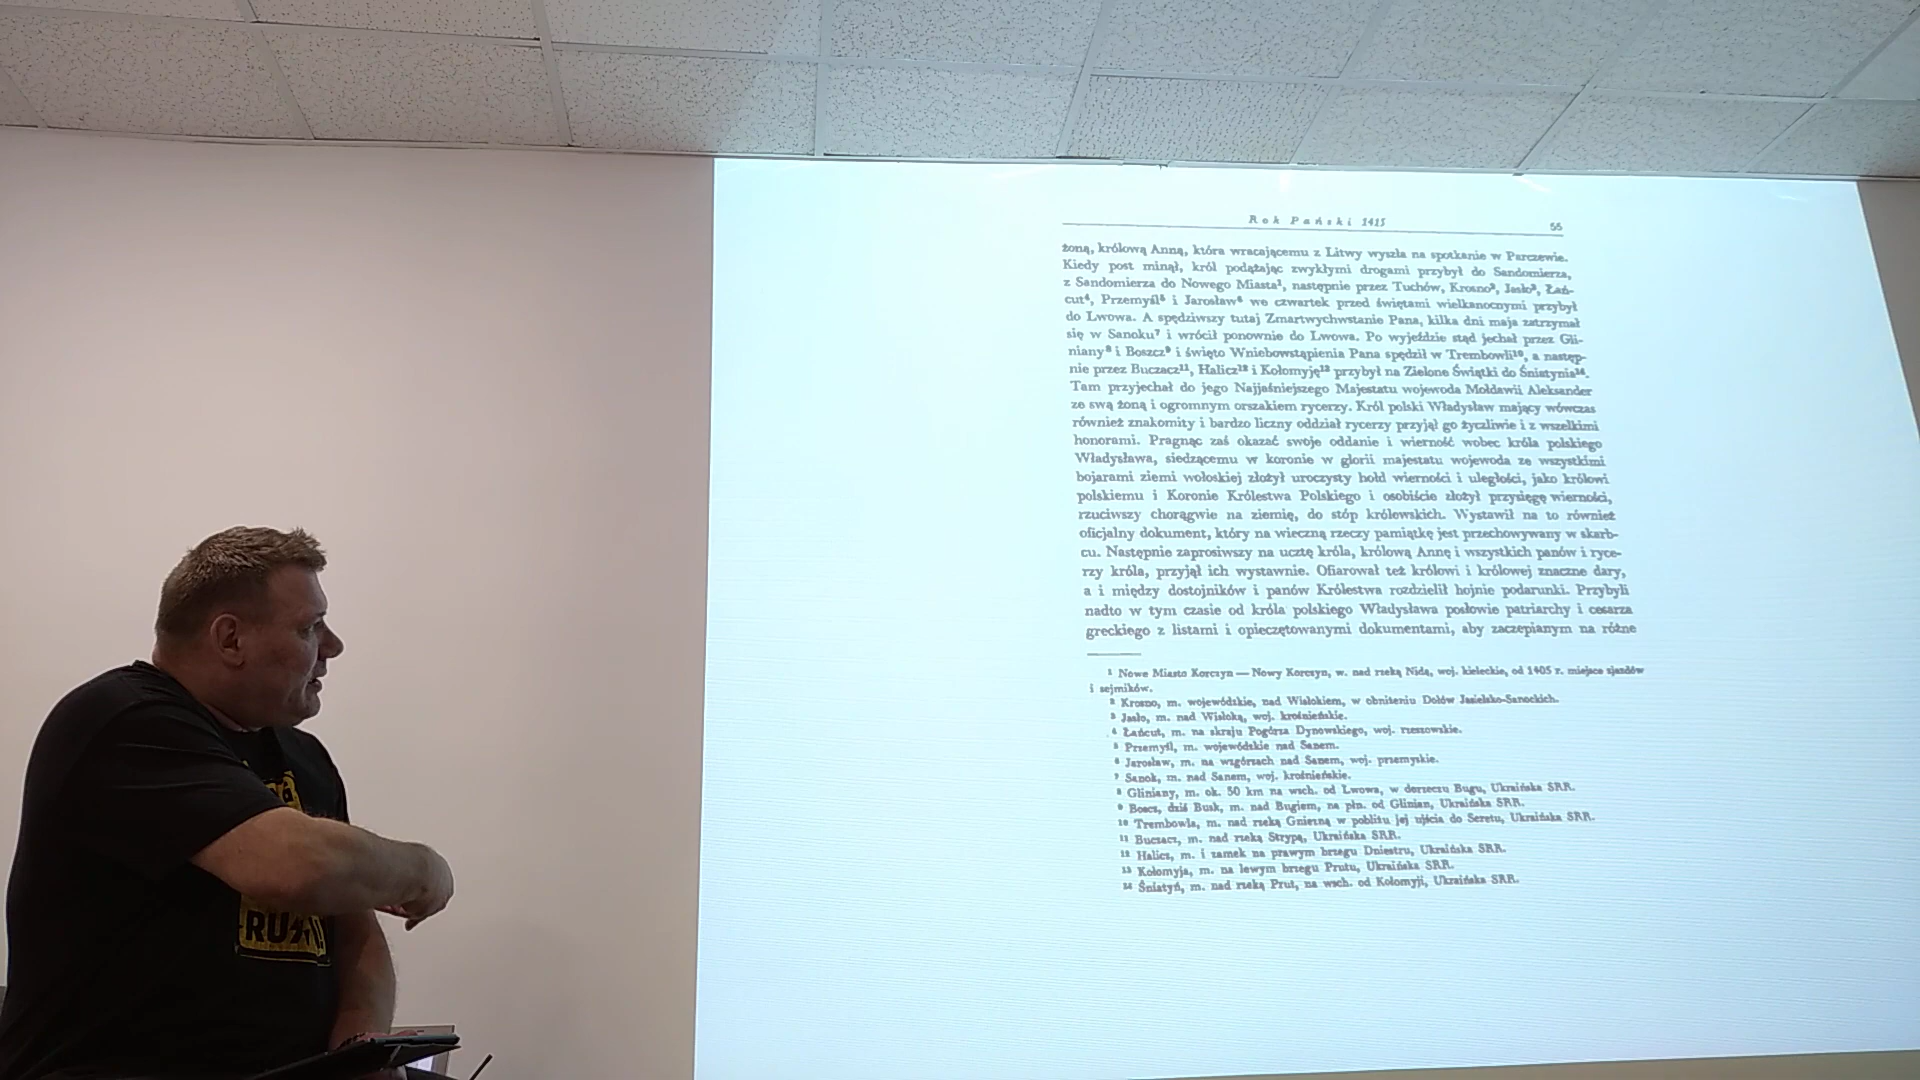 Rok Pański 1415 55
żoną, królową Anną, która wracającemu z Litwy wyszła na spotkanie w Parczewie.
Kiedy post minął, król podążając zwykłymi drogami przybył do Sandomierza,
z Sandomierza do Nowego Miasta¹, następnie przez Tuchów, Krosno², Jasło³, Łań-
cut⁴, Przemyśl⁵ i Jarosław⁶ we czwartek przed świętami wielkanocnymi przybył
do Lwowa. A spędziwszy tutaj Zmartwychwstanie Pana, kilka dni maja zatrzymał
się w Sanoku⁷ i wrócił ponownie do Lwowa. Po wyjeździe stąd jechał przez Gli-
niany⁸ i Boszcz⁹ i święto Wniebowstąpienia Pana spędził w Trembowli¹⁰, a następ-
nie przez Buczacz¹¹, Halicz¹² i Kołomyję¹³ przybył na Zielone Świątki do Śniatynia¹⁴.
Tam przyjechał do jego Najjaśniejszego Majestatu wojewoda Mołdawii Aleksander
ze swą żoną i ogromnym orszakiem rycerzy. Król polski Władysław mający wówczas
również znakomity i bardzo liczny oddział rycerzy przyjął go życzliwie i z wszelkimi
honorami. Pragnąc zaś okazać swoje oddanie i wierność wobec króla polskiego
Władysława, siedzącemu w koronie w glorii majestatu wojewoda ze wszystkimi
bojarami ziemi wołoskiej złożył uroczysty hołd wierności i uległości, jako królowi
polskiemu i Koronie Królestwa Polskiego i osobiście złożył przysięgę wierności,
rzuciwszy chorągwie na ziemię, do stóp królewskich. Wystawił na to również
oficjalny dokument, który na wieczną rzeczy pamiątkę jest przechowywany w skarb-
cu. Następnie zaprosiwszy na ucztę króla, królową Annę i wszystkich panów i ryce-
rzy króla, przyjął ich wystawnie. Ofiarował też królowi i królowej znaczne dary,
a i między dostojników i panów Królestwa rozdzielił hojnie podarunki. Przybyli
nadto w tym czasie od króla polskiego Władysława posłowie patriarchy i cesarza
greckiego z listami i opieczętowanymi dokumentami, aby zaczepianym na różne
¹ Nowe Miasto Korczyn — Nowy Korczyn, w. nad rzeką Nidą, woj. kieleckie, od 1405 r. miejsce zjazdów
i sejmików.
² Krosno, m. wojewódzkie, nad Wisłokiem, w obniżeniu Dołów Jasielsko-Sanockich.
³ Jasło, m. nad Wisłoką, woj. krośnieńskie.
⁴ Łańcut, m. na skraju Pogórza Dynowskiego, woj. rzeszowskie.
⁵ Przemyśl, m. wojewódzkie nad Sanem.
⁶ Jarosław, m. na wzgórzach nad Sanem, woj. przemyskie.
⁷ Sanok, m. nad Sanem, woj. krośnieńskie.
⁸ Gliniany, m. ok. 50 km na wsch. od Lwowa, w dorzeczu Bugu, Ukraińska SRR.
⁹ Boscz, dziś Busk, m. nad Bugiem, na płn. od Glinian, Ukraińska SRR.
¹⁰ Trembowla, m. nad rzeką Gniezną w pobliżu jej ujścia do Seretu, Ukraińska SRR.
¹¹ Buczacz, m. nad rzeką Strypą, Ukraińska SRR.
¹² Halicz, m. i zamek na prawym brzegu Dniestru, Ukraińska SRR.
¹³ Kołomyja, m. na lewym brzegu Prutu, Ukraińska SRR.
¹⁴ Śniatyń, m. nad rzeką Prut, na wsch. od Kołomyji, Ukraińska SRR.